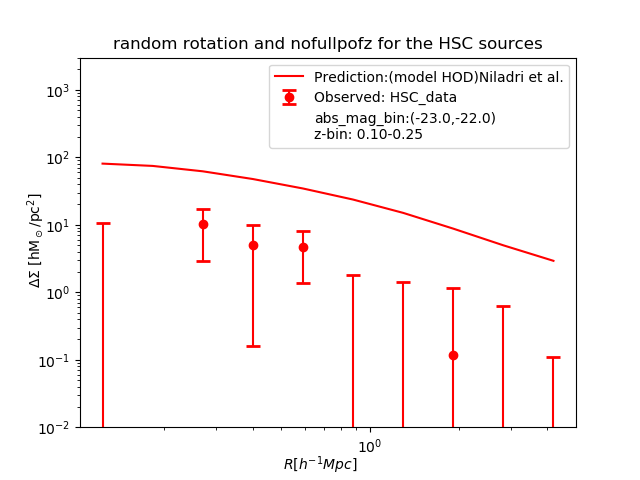 random rotation and nofullpofz for the HSC sources
Prediction:(model HOD)Niladri et al.
Observed: HSC_data
abs_mag_bin:(-23.0,-22.0)
z-bin: 0.10-0.25
ΔΣ [hM_⊙/pc²]
10³
10²
10¹
10⁰
10⁻¹
10⁻²
10⁰
R[h⁻¹Mpc]